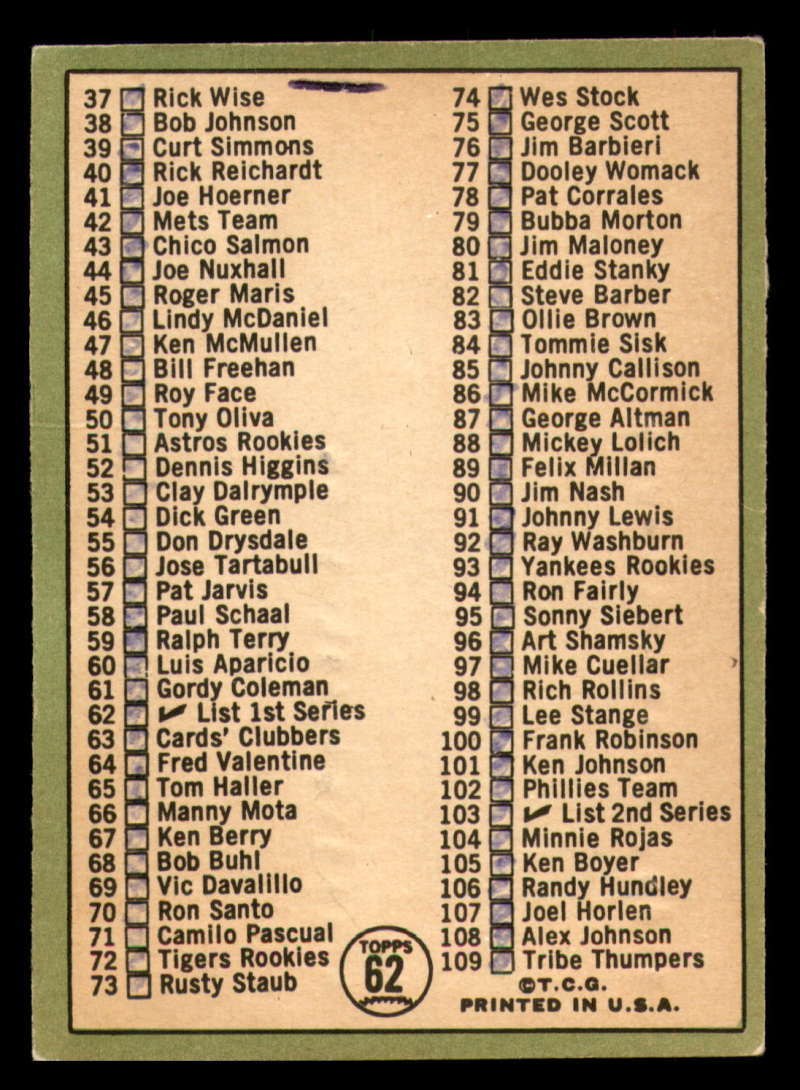 37 Rick Wise
38 Bob Johnson
39 Curt Simmons
40 Rick Reichardt
41 Joe Hoerner
42 Mets Team
43 Chico Salmon
44 Joe Nuxhall
45 Roger Maris
46 Lindy McDaniel
47 Ken McMullen
48 Bill Freehan
49 Roy Face
50 Tony Oliva
51 Astros Rookies
52 Dennis Higgins
53 Clay Dalrymple
54 Dick Green
55 Don Drysdale
56 Jose Tartabull
57 Pat Jarvis
58 Paul Schaal
59 Ralph Terry
60 Luis Aparicio
61 Gordy Coleman
62 ✔ List 1st Series
63 Cards' Clubbers
64 Fred Valentine
65 Tom Haller
66 Manny Mota
67 Ken Berry
68 Bob Buhl
69 Vic Davalillo
70 Ron Santo
71 Camilo Pascual
72 Tigers Rookies
73 Rusty Staub
TOPPS
62
74 Wes Stock
75 George Scott
76 Jim Barbieri
77 Dooley Womack
78 Pat Corrales
79 Bubba Morton
80 Jim Maloney
81 Eddie Stanky
82 Steve Barber
83 Ollie Brown
84 Tommie Sisk
85 Johnny Callison
86 Mike McCormick
87 George Altman
88 Mickey Lolich
89 Felix Millan
90 Jim Nash
91 Johnny Lewis
92 Ray Washburn
93 Yankees Rookies
94 Ron Fairly
95 Sonny Siebert
96 Art Shamsky
97 Mike Cuellar
98 Rich Rollins
99 Lee Stange
100 Frank Robinson
101 Ken Johnson
102 Phillies Team
103 ✔ List 2nd Series
104 Minnie Rojas
105 Ken Boyer
106 Randy Hundley
107 Joel Horlen
108 Alex Johnson
109 Tribe Thumpers
©T.C.G.
PRINTED IN U.S.A.